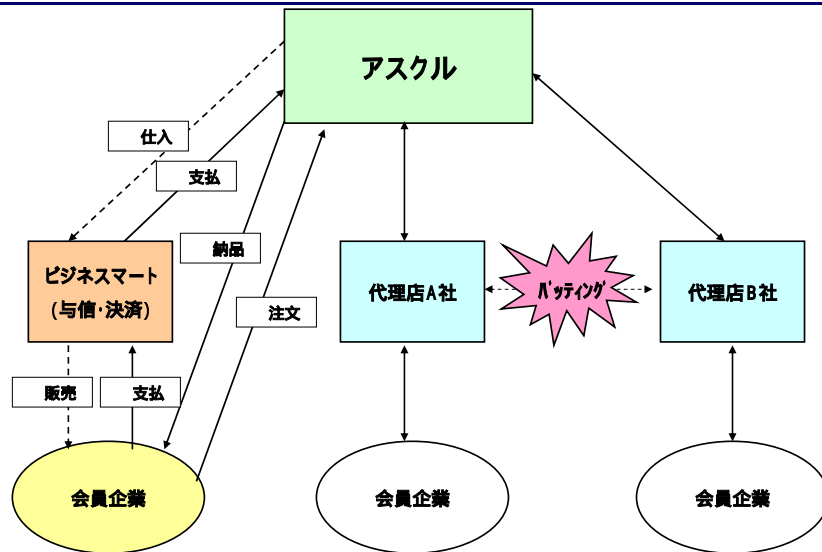 アスクル
仕入
支払
納品
注文
ビジネスマート
(与信・決済)
代理店A社
バッティング
代理店B社
販売
支払
会員企業
会員企業
会員企業